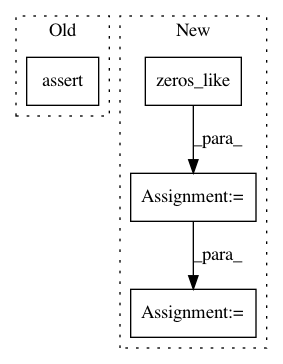 Old
New
assert
zeros_like
_para_
Assignment:=
_para_
Assignment:=